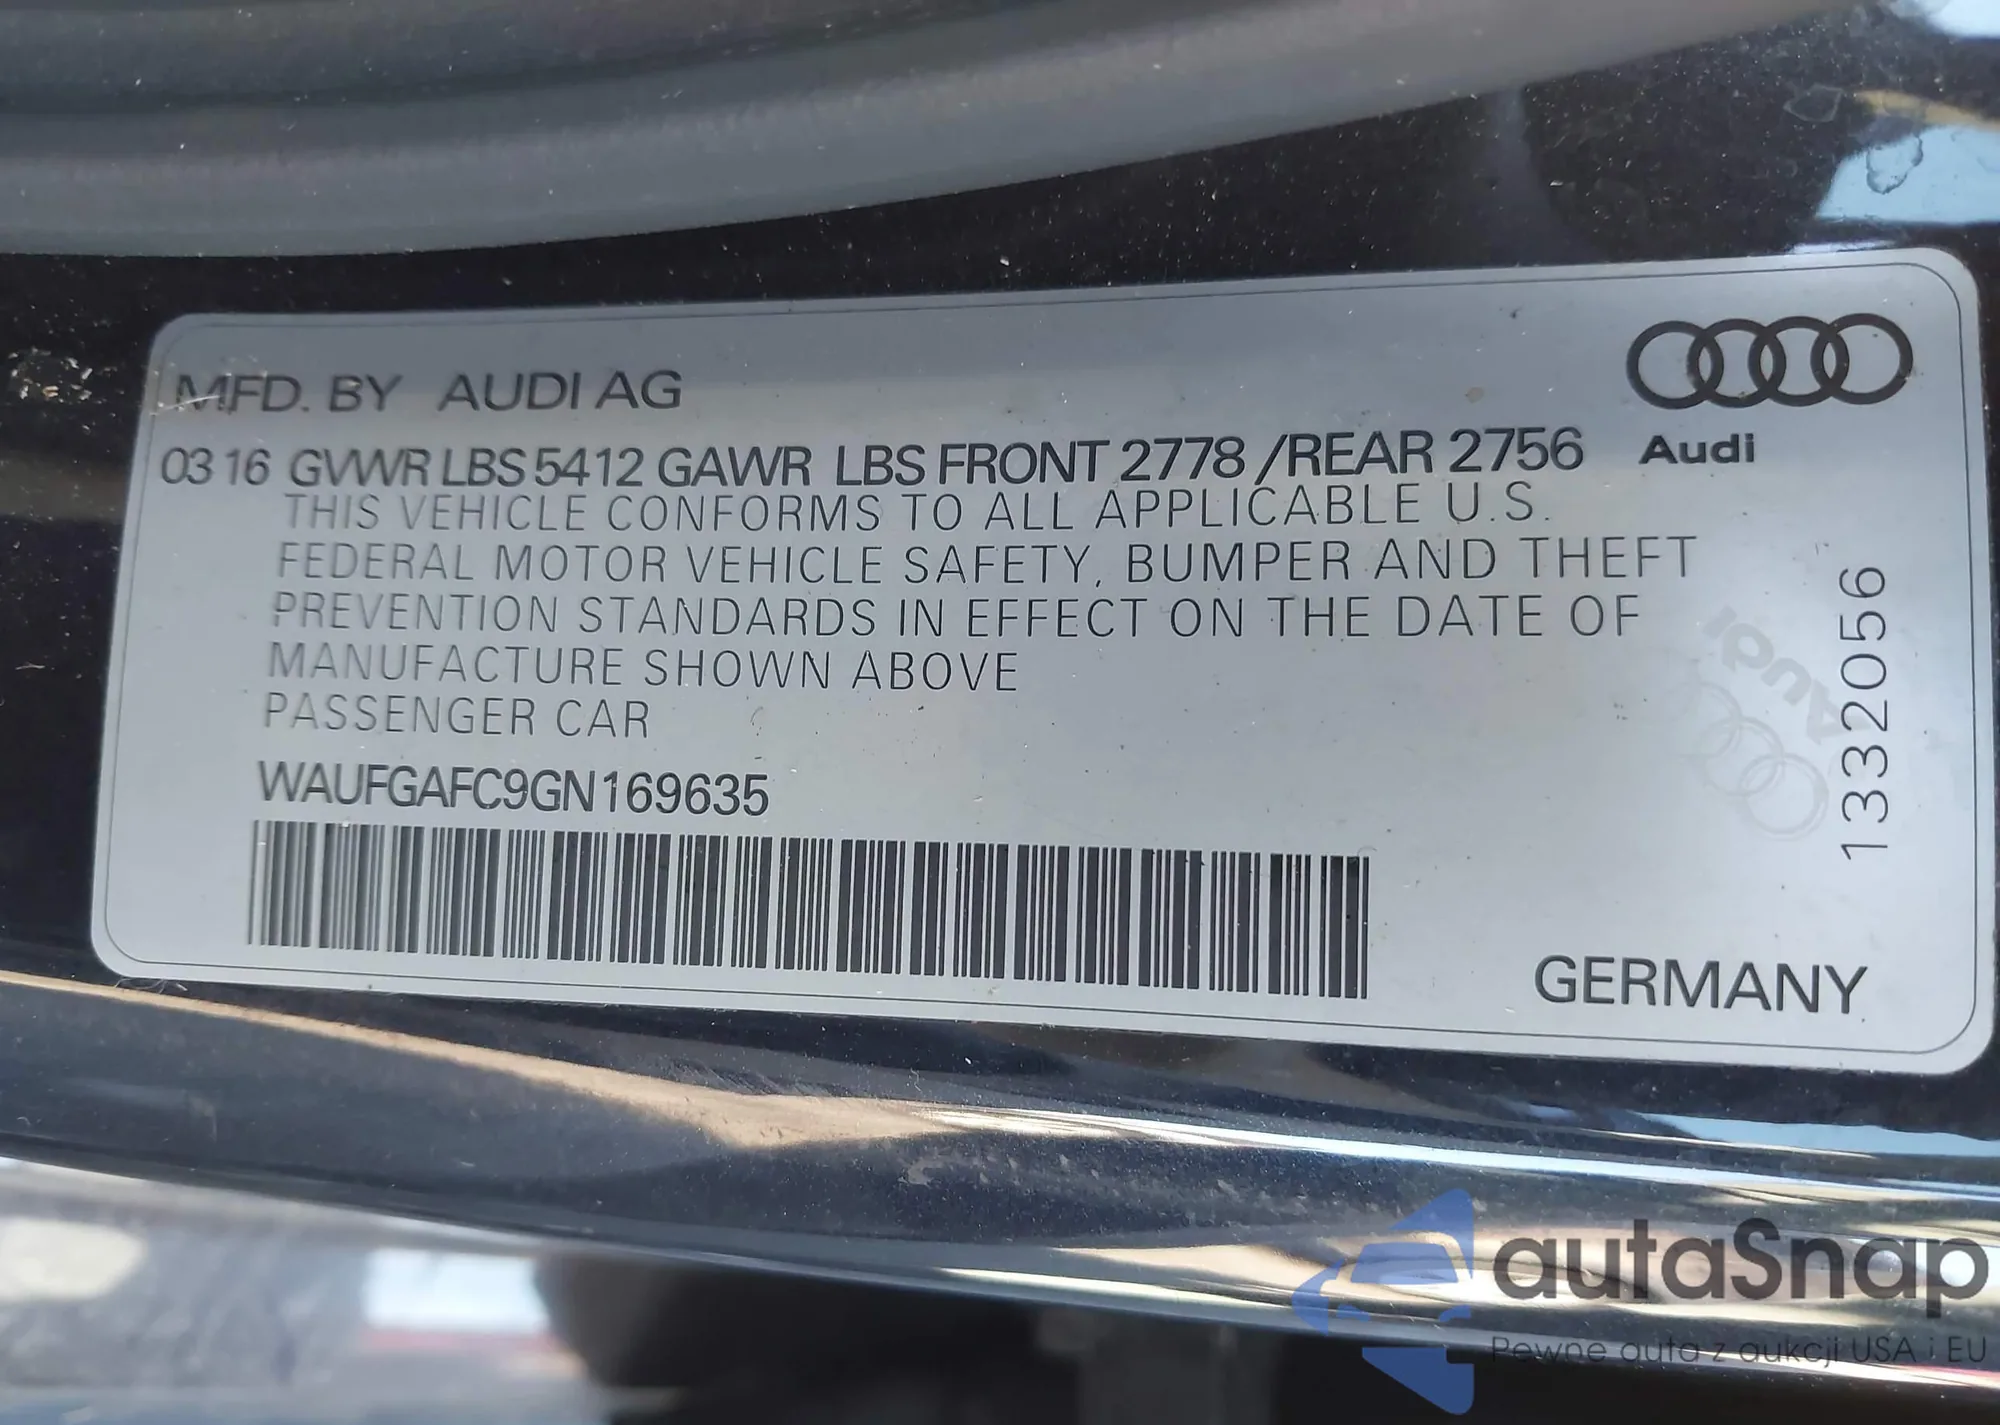 MFD. BY AUDI AG
03 16 GVWR LBS 5412 GAWR LBS FRONT 2778 /REAR 2756
Audi
THIS VEHICLE CONFORMS TO ALL APPLICABLE U.S.
FEDERAL MOTOR VEHICLE SAFETY, BUMPER AND THEFT
PREVENTION STANDARDS IN EFFECT ON THE DATE OF
MANUFACTURE SHOWN ABOVE
PASSENGER CAR
WAUFGAFC9GN169635
Audi
1332056
GERMANY
autaSnap
Pewne auta z aukcji USA i EU